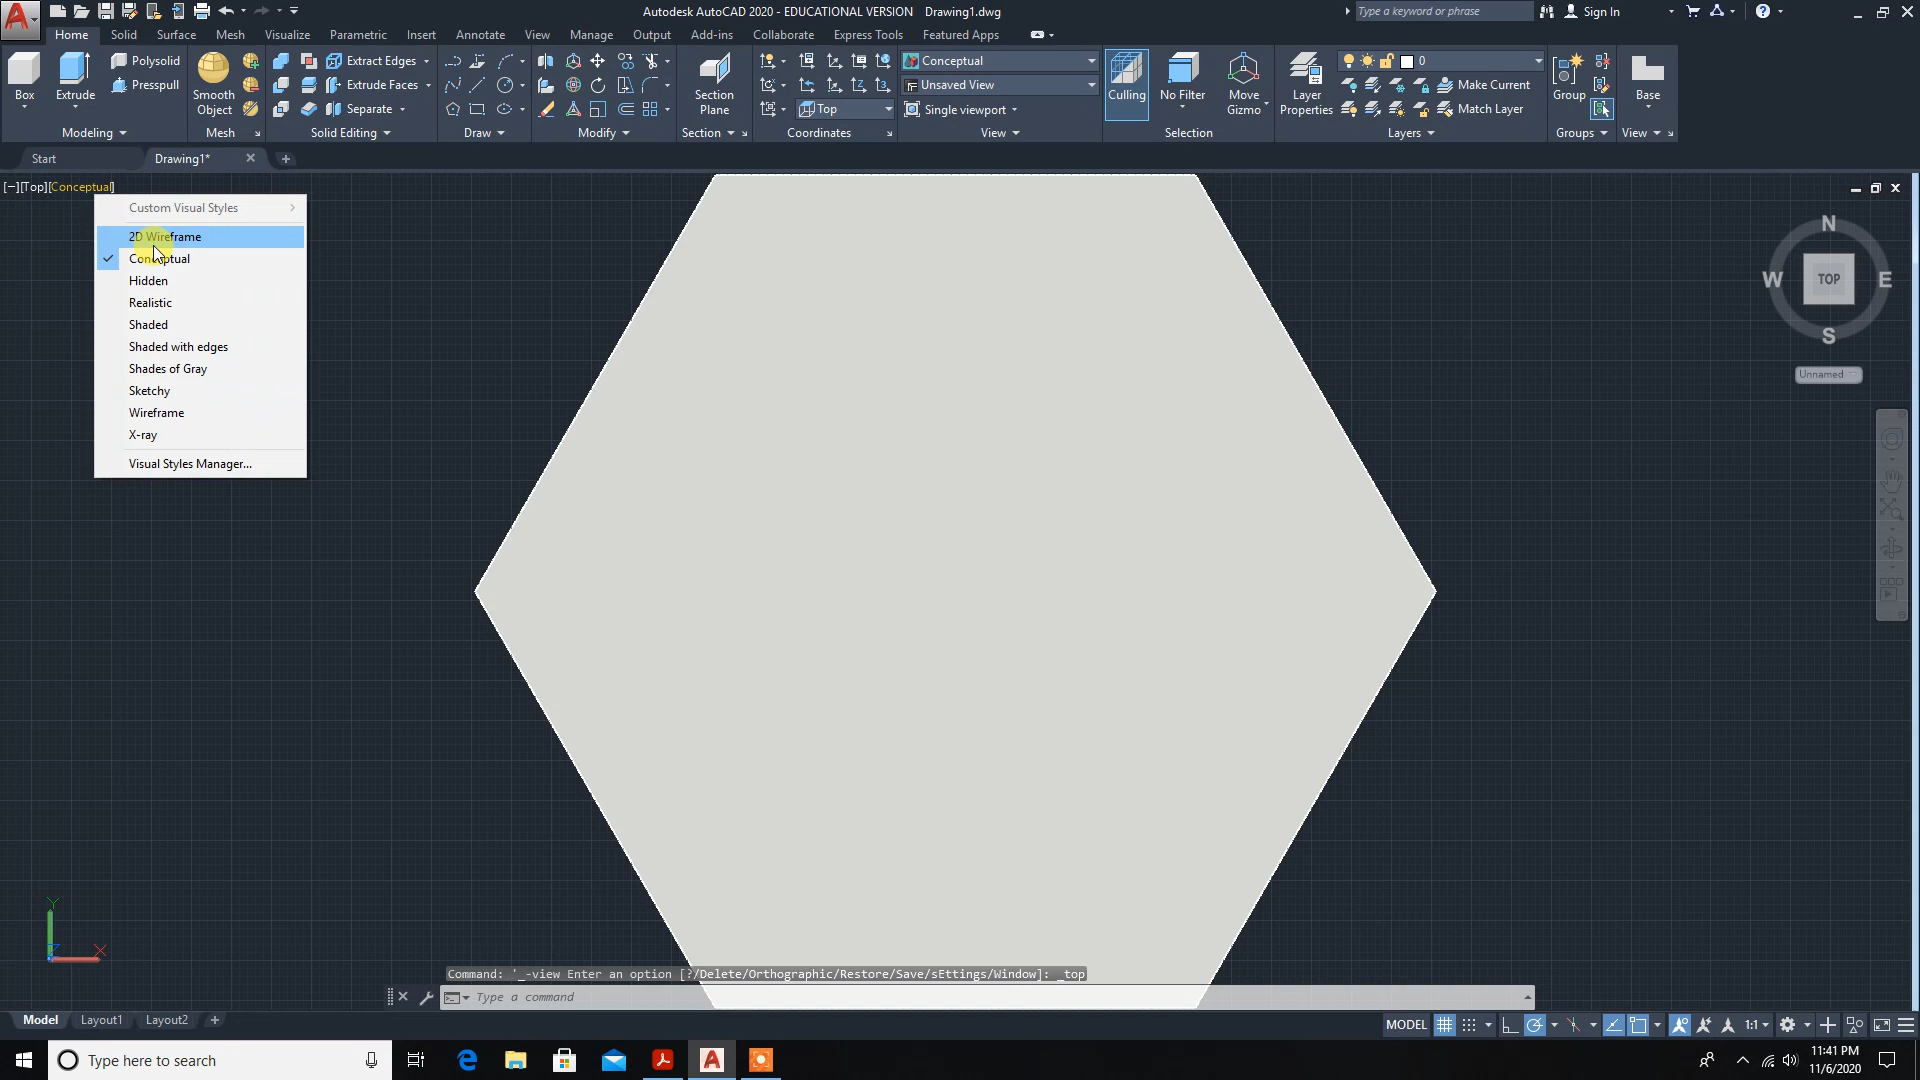 Autodesk AutoCAD 2020 - EDUCATIONAL VERSION Drawing1.dwg
Type a keyword or phrase
Sign In
Home Solid Surface Mesh Visualize Parametric Insert Annotate View Manage Output Add-ins Collaborate Express Tools Featured Apps
Box
Extrude
Polysolid
Presspull
Modeling
Smooth Object
Mesh
Extract Edges
Extrude Faces
Separate
Solid Editing
Draw
Modify
Section Plane
Section
Top
Coordinates
Conceptual
Unsaved View
Single viewport
View
Culling
No Filter
Move Gizmo
Selection
Layer Properties
0
Make Current
Match Layer
Layers
Group
Groups
Base
View
Start
Drawing1*
[−][Top][Conceptual]
Custom Visual Styles
2D Wireframe
Conceptual
Hidden
Realistic
Shaded
Shaded with edges
Shades of Gray
Sketchy
Wireframe
X-ray
Visual Styles Manager...
N
W
TOP
E
S
Unnamed
Y
X
Z
Command: '_-view Enter an option [?/Delete/Orthographic/Restore/Save/sEttings/Window]: _top
Type a command
Model Layout1 Layout2
MODEL
1:1
Type here to search
11:41 PM
11/6/2020